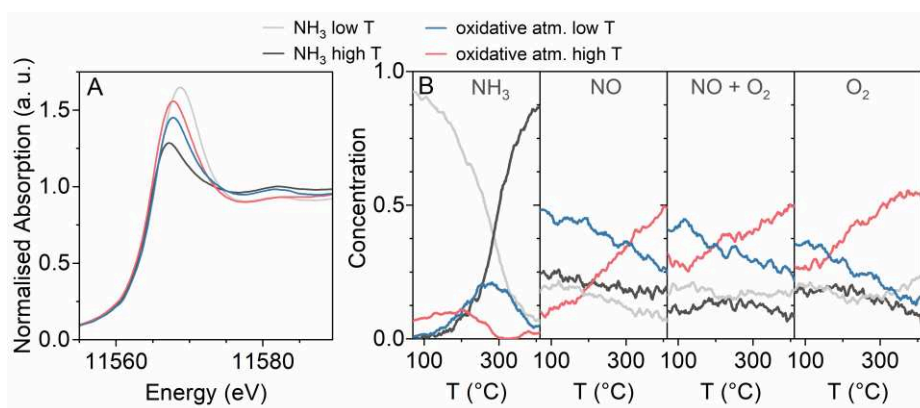 NH₃ low T
oxidative atm. low T
NH₃ high T
oxidative atm. high T
A
B
NH₃
NO
NO + O₂
O₂
Normalised Absorption (a. u.)
1.5
1.0
0.5
0.0
11560
11580
Energy (eV)
Concentration
1.0
0.5
0.0
100
300
100
300
100
300
100
300
T (°C)
T (°C)
T (°C)
T (°C)